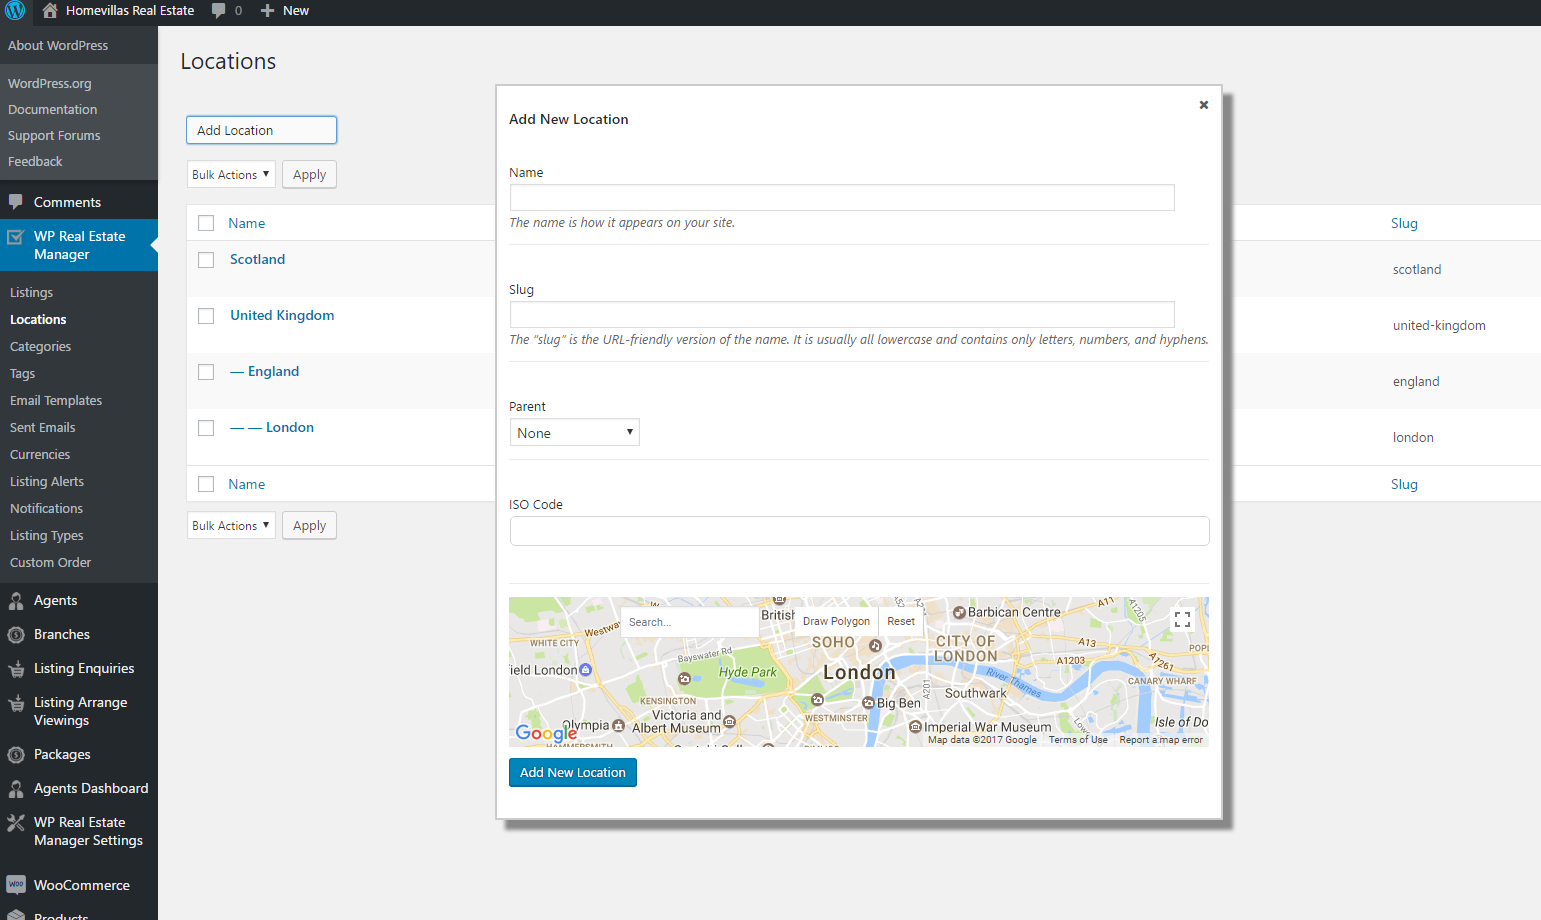 Homevillas Real Estate 0 New
About WordPress
WordPress.org
Documentation
Support Forums
Feedback
Comments
WP Real Estate
Manager
Listings
Locations
Categories
Tags
Email Templates
Sent Emails
Currencies
Listing Alerts
Notifications
Listing Types
Custom Order
Agents
Branches
Listing Enquiries
Listing Arrange
Viewings
Packages
Agents Dashboard
WP Real Estate
Manager Settings
WooCommerce
Products
Locations
Add Location
Bulk Actions Apply
Name Slug
Scotland scotland
United Kingdom united-kingdom
— England england
— — London london
Name Slug
Bulk Actions Apply
Add New Location
Name
The name is how it appears on your site.
Slug
The “slug” is the URL-friendly version of the name. It is usually all lowercase and contains only letters, numbers, and hyphens.
Parent
None
ISO Code
Search...
Draw Polygon Reset
Barbican Centre
A11
WHITE CITY
Westway
Bayswater Rd
SOHO
CITY OF
LONDON
A13
A1203
A1261
A1205
CANARY WHARF
River Thames
field London
Hyde Park
London
A201
Southwark
KENSINGTON
Big Ben
Victoria and
Albert Museum
WESTMINSTER
Imperial War Museum
Isle of Do
Olympia
HAMMERSMITH
Google
Map data ©2017 Google Terms of Use Report a map error
Add New Location